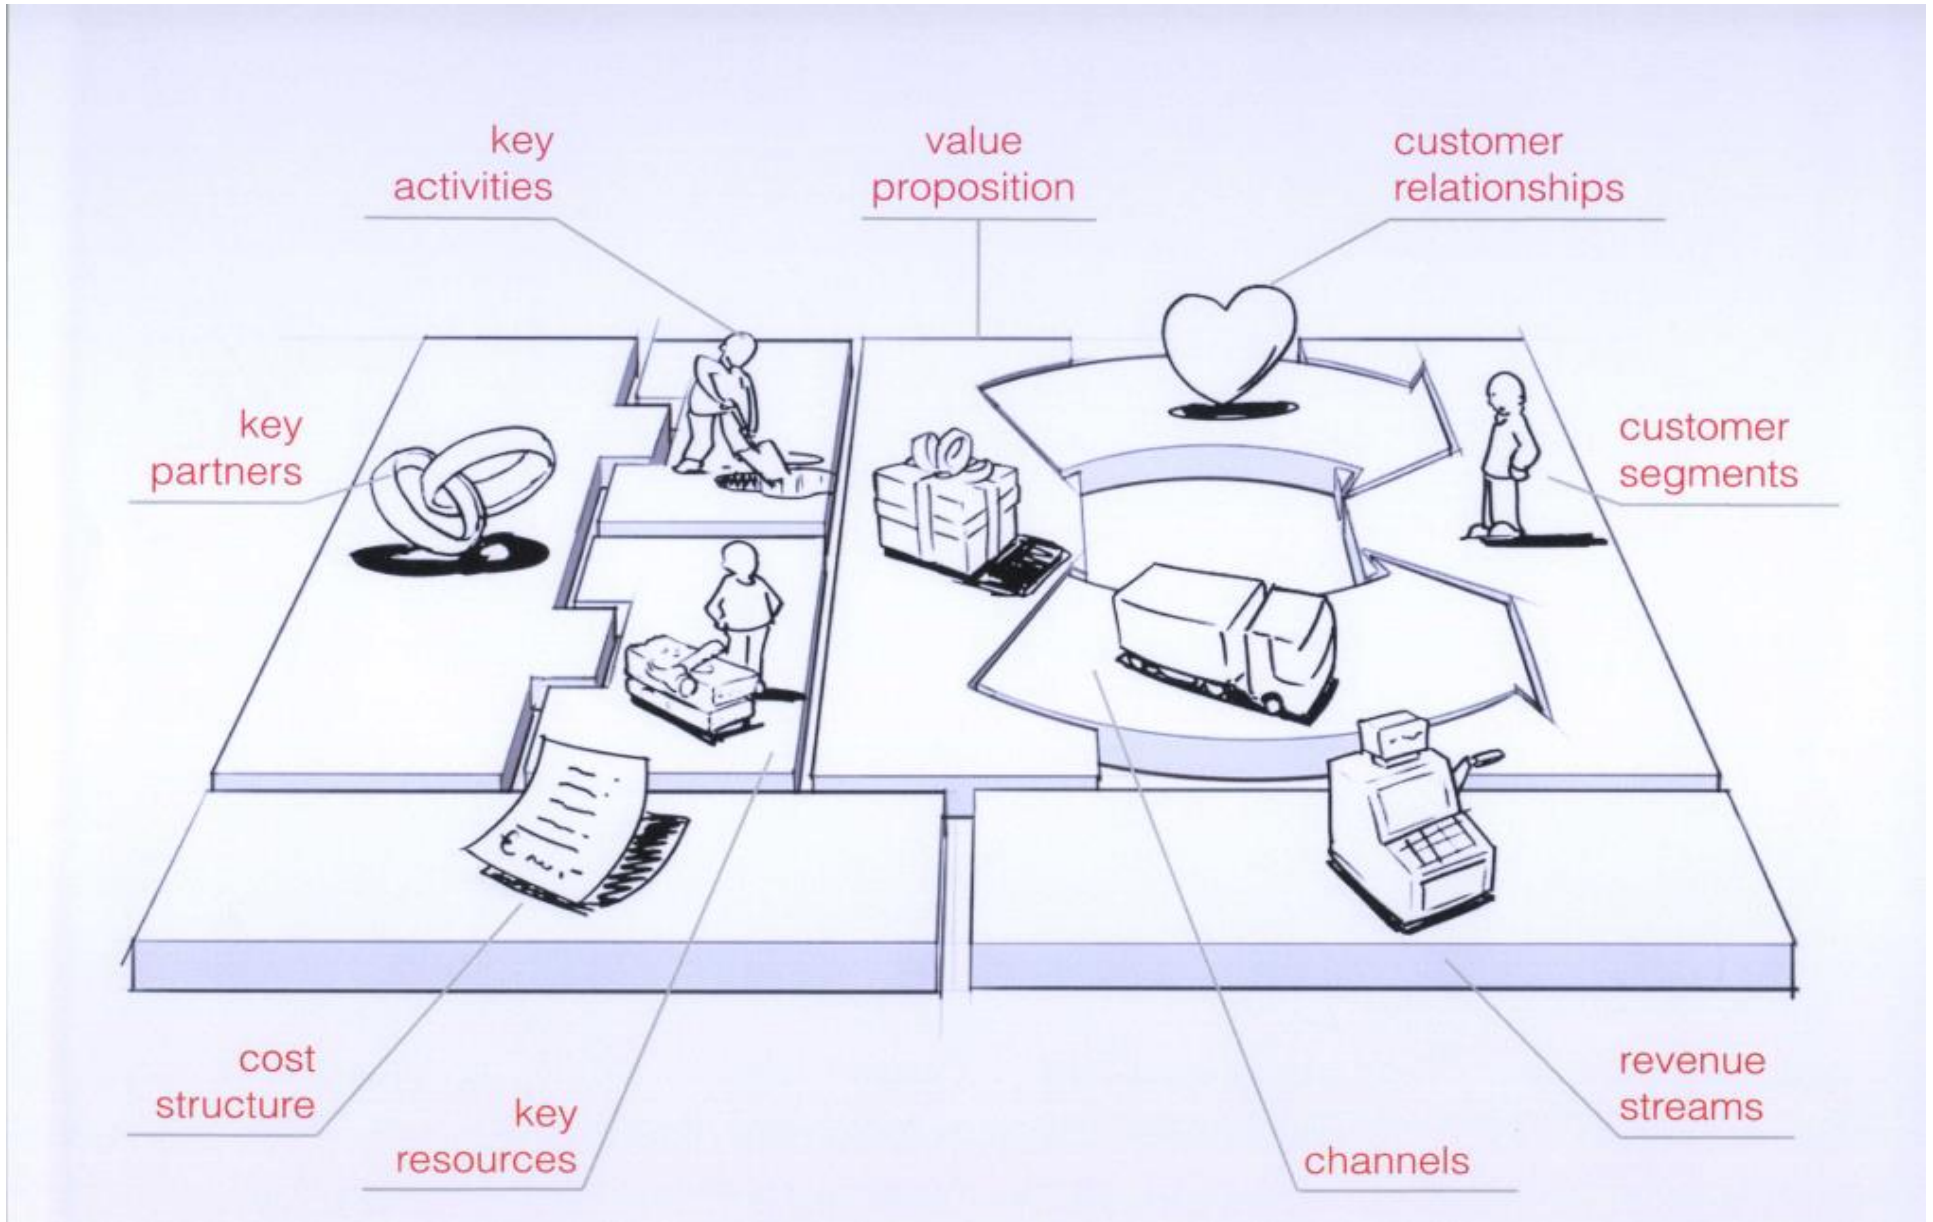 key
activities
value
proposition
customer
relationships
key
partners
customer
segments
cost
structure
key
resources
channels
revenue
streams
€